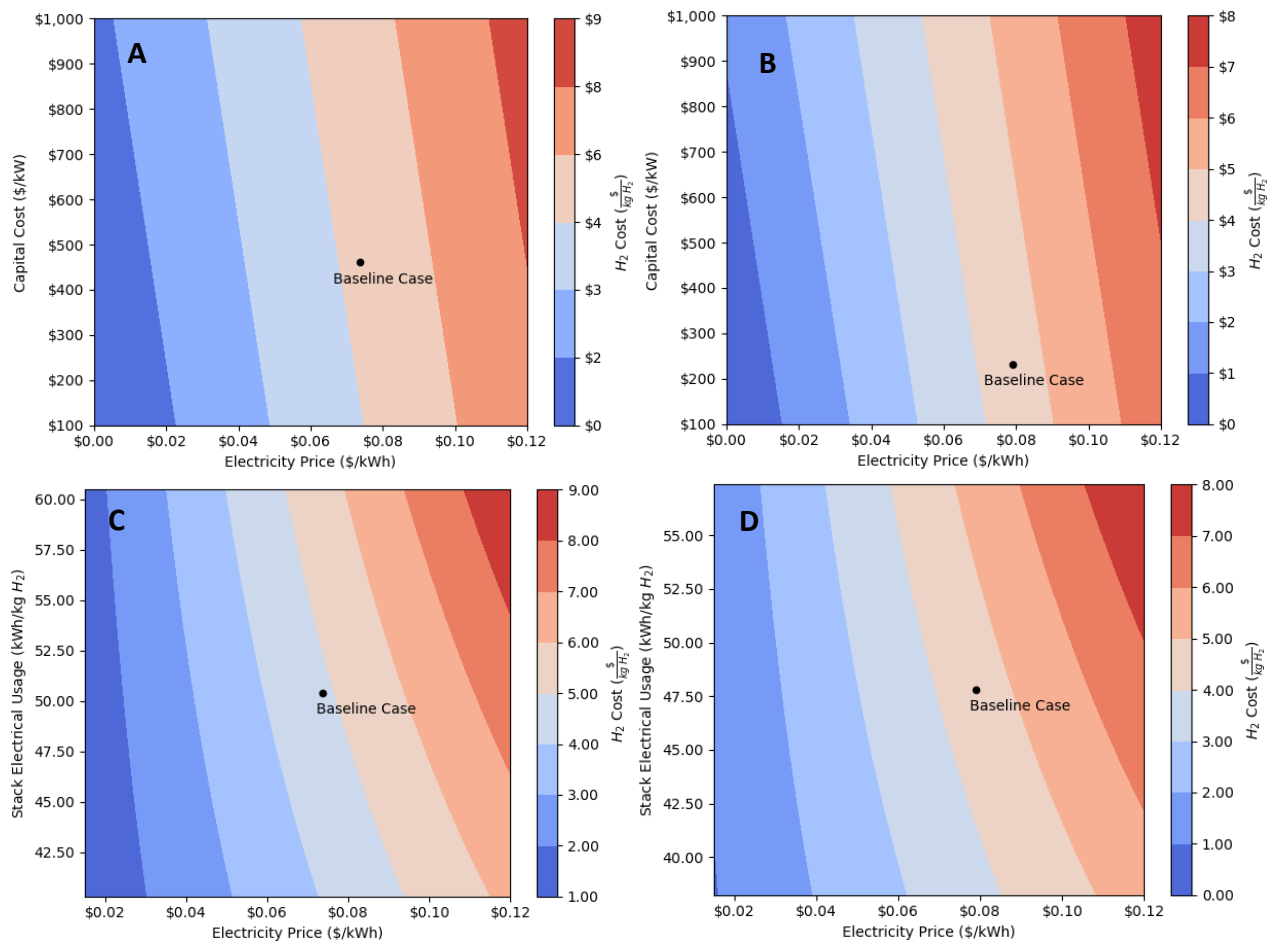 A
$1,000
$900
$800
$700
$600
$500
$400
$300
$200
$100
Capital Cost ($/kW)
$0.00 $0.02 $0.04 $0.06 $0.08 $0.10 $0.12
Electricity Price ($/kWh)
Baseline Case
$9
$8
$6
$4
$3
$2
$0
H₂ Cost ($/kg H₂)
B
$1,000
$900
$800
$700
$600
$500
$400
$300
$200
$100
Capital Cost ($/kW)
$0.00 $0.02 $0.04 $0.06 $0.08 $0.10 $0.12
Electricity Price ($/kWh)
Baseline Case
$8
$7
$6
$5
$4
$3
$2
$1
$0
H₂ Cost ($/kg H₂)
C
60.00
57.50
55.00
52.50
50.00
47.50
45.00
42.50
Stack Electrical Usage (kWh/kg H₂)
$0.02 $0.04 $0.06 $0.08 $0.10 $0.12
Electricity Price ($/kWh)
Baseline Case
9.00
8.00
7.00
6.00
5.00
4.00
3.00
2.00
1.00
H₂ Cost ($/kg H₂)
D
55.00
52.50
50.00
47.50
45.00
42.50
40.00
Stack Electrical Usage (kWh/kg H₂)
$0.02 $0.04 $0.06 $0.08 $0.10 $0.12
Electricity Price ($/kWh)
Baseline Case
8.00
7.00
6.00
5.00
4.00
3.00
2.00
1.00
0.00
H₂ Cost ($/kg H₂)